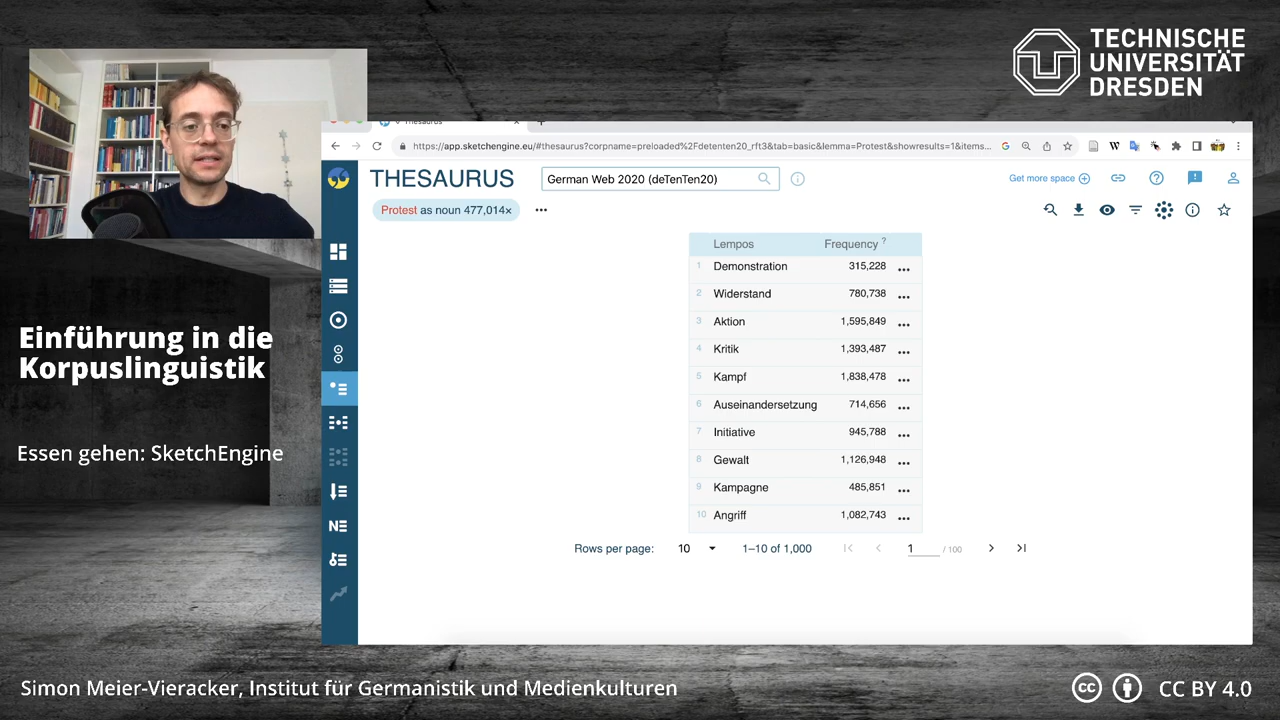 TECHNISCHE
UNIVERSITÄT
DRESDEN
Thesaurus
https://app.sketchengine.eu/#thesaurus?corpname=preloaded%2Fdetenten20_rft3&tab=basic&lemma=Protest&showresults=1&items...
THESAURUS
German Web 2020 (deTenTen20)
Get more space
Protest as noun 477,014×
Lempos Frequency ?
1 Demonstration 315,228
2 Widerstand 780,738
3 Aktion 1,595,849
4 Kritik 1,393,487
5 Kampf 1,838,478
6 Auseinandersetzung 714,656
7 Initiative 945,788
8 Gewalt 1,126,948
9 Kampagne 485,851
10 Angriff 1,082,743
Rows per page: 10 1–10 of 1,000 1 / 100
Einführung in die
Korpuslinguistik
Essen gehen: SketchEngine
Simon Meier-Vieracker, Institut für Germanistik und Medienkulturen
cc CC BY 4.0